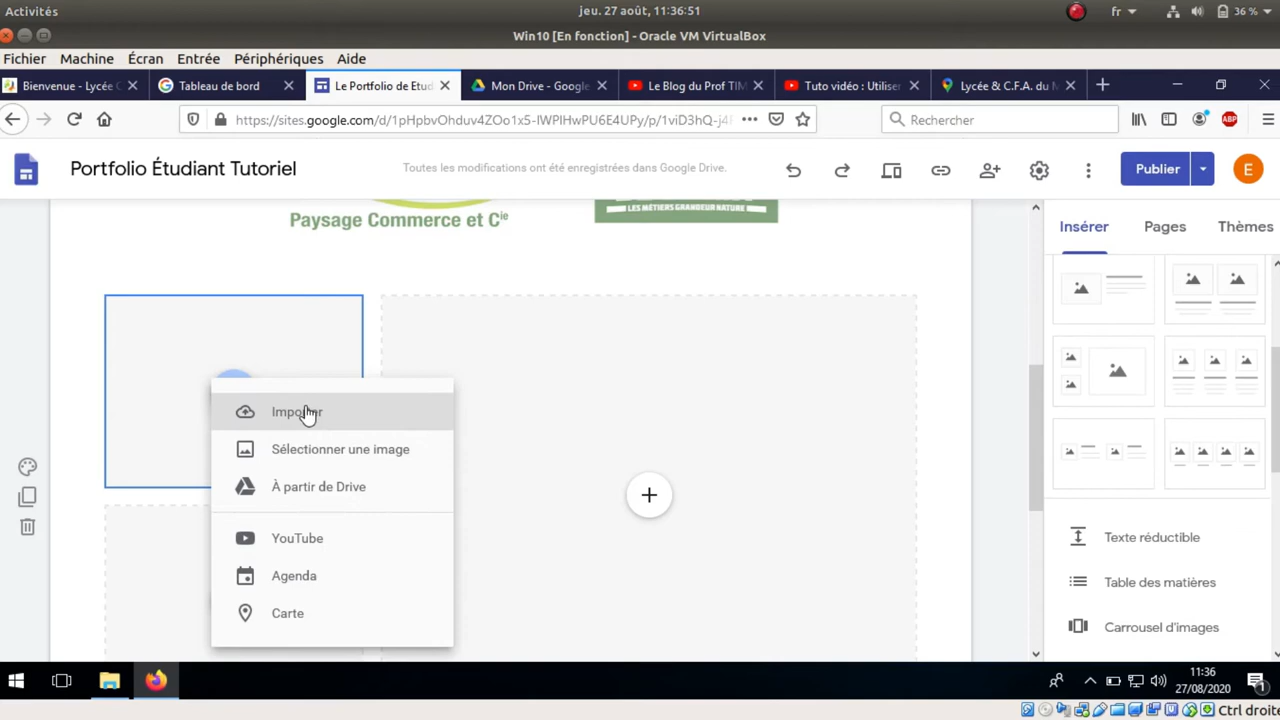 Activités
jeu. 27 août, 11:36:51
fr
36 %
Win10 [En fonction] - Oracle VM VirtualBox
Fichier Machine Écran Entrée Périphériques Aide
Bienvenue - Lycée C
Tableau de bord
Le Portfolio de Etud
Mon Drive - Google
Le Blog du Prof TIM
Tuto vidéo : Utiliser
Lycée & C.F.A. du M
https://sites.google.com/d/1pHpbvOhduv4ZOo1x5-lWPlHwPU6E4UPy/p/1viD3hQ-j4
Rechercher
ABP
Portfolio Étudiant Tutoriel
Toutes les modifications ont été enregistrées dans Google Drive.
Publier
E
Paysage Commerce et Cie
LES MÉTIERS GRANDEUR NATURE
Insérer Pages Thèmes
Importer
Sélectionner une image
À partir de Drive
YouTube
Agenda
Carte
Texte réductible
Table des matières
Carrousel d'images
11:36
27/08/2020
1
Ctrl droite